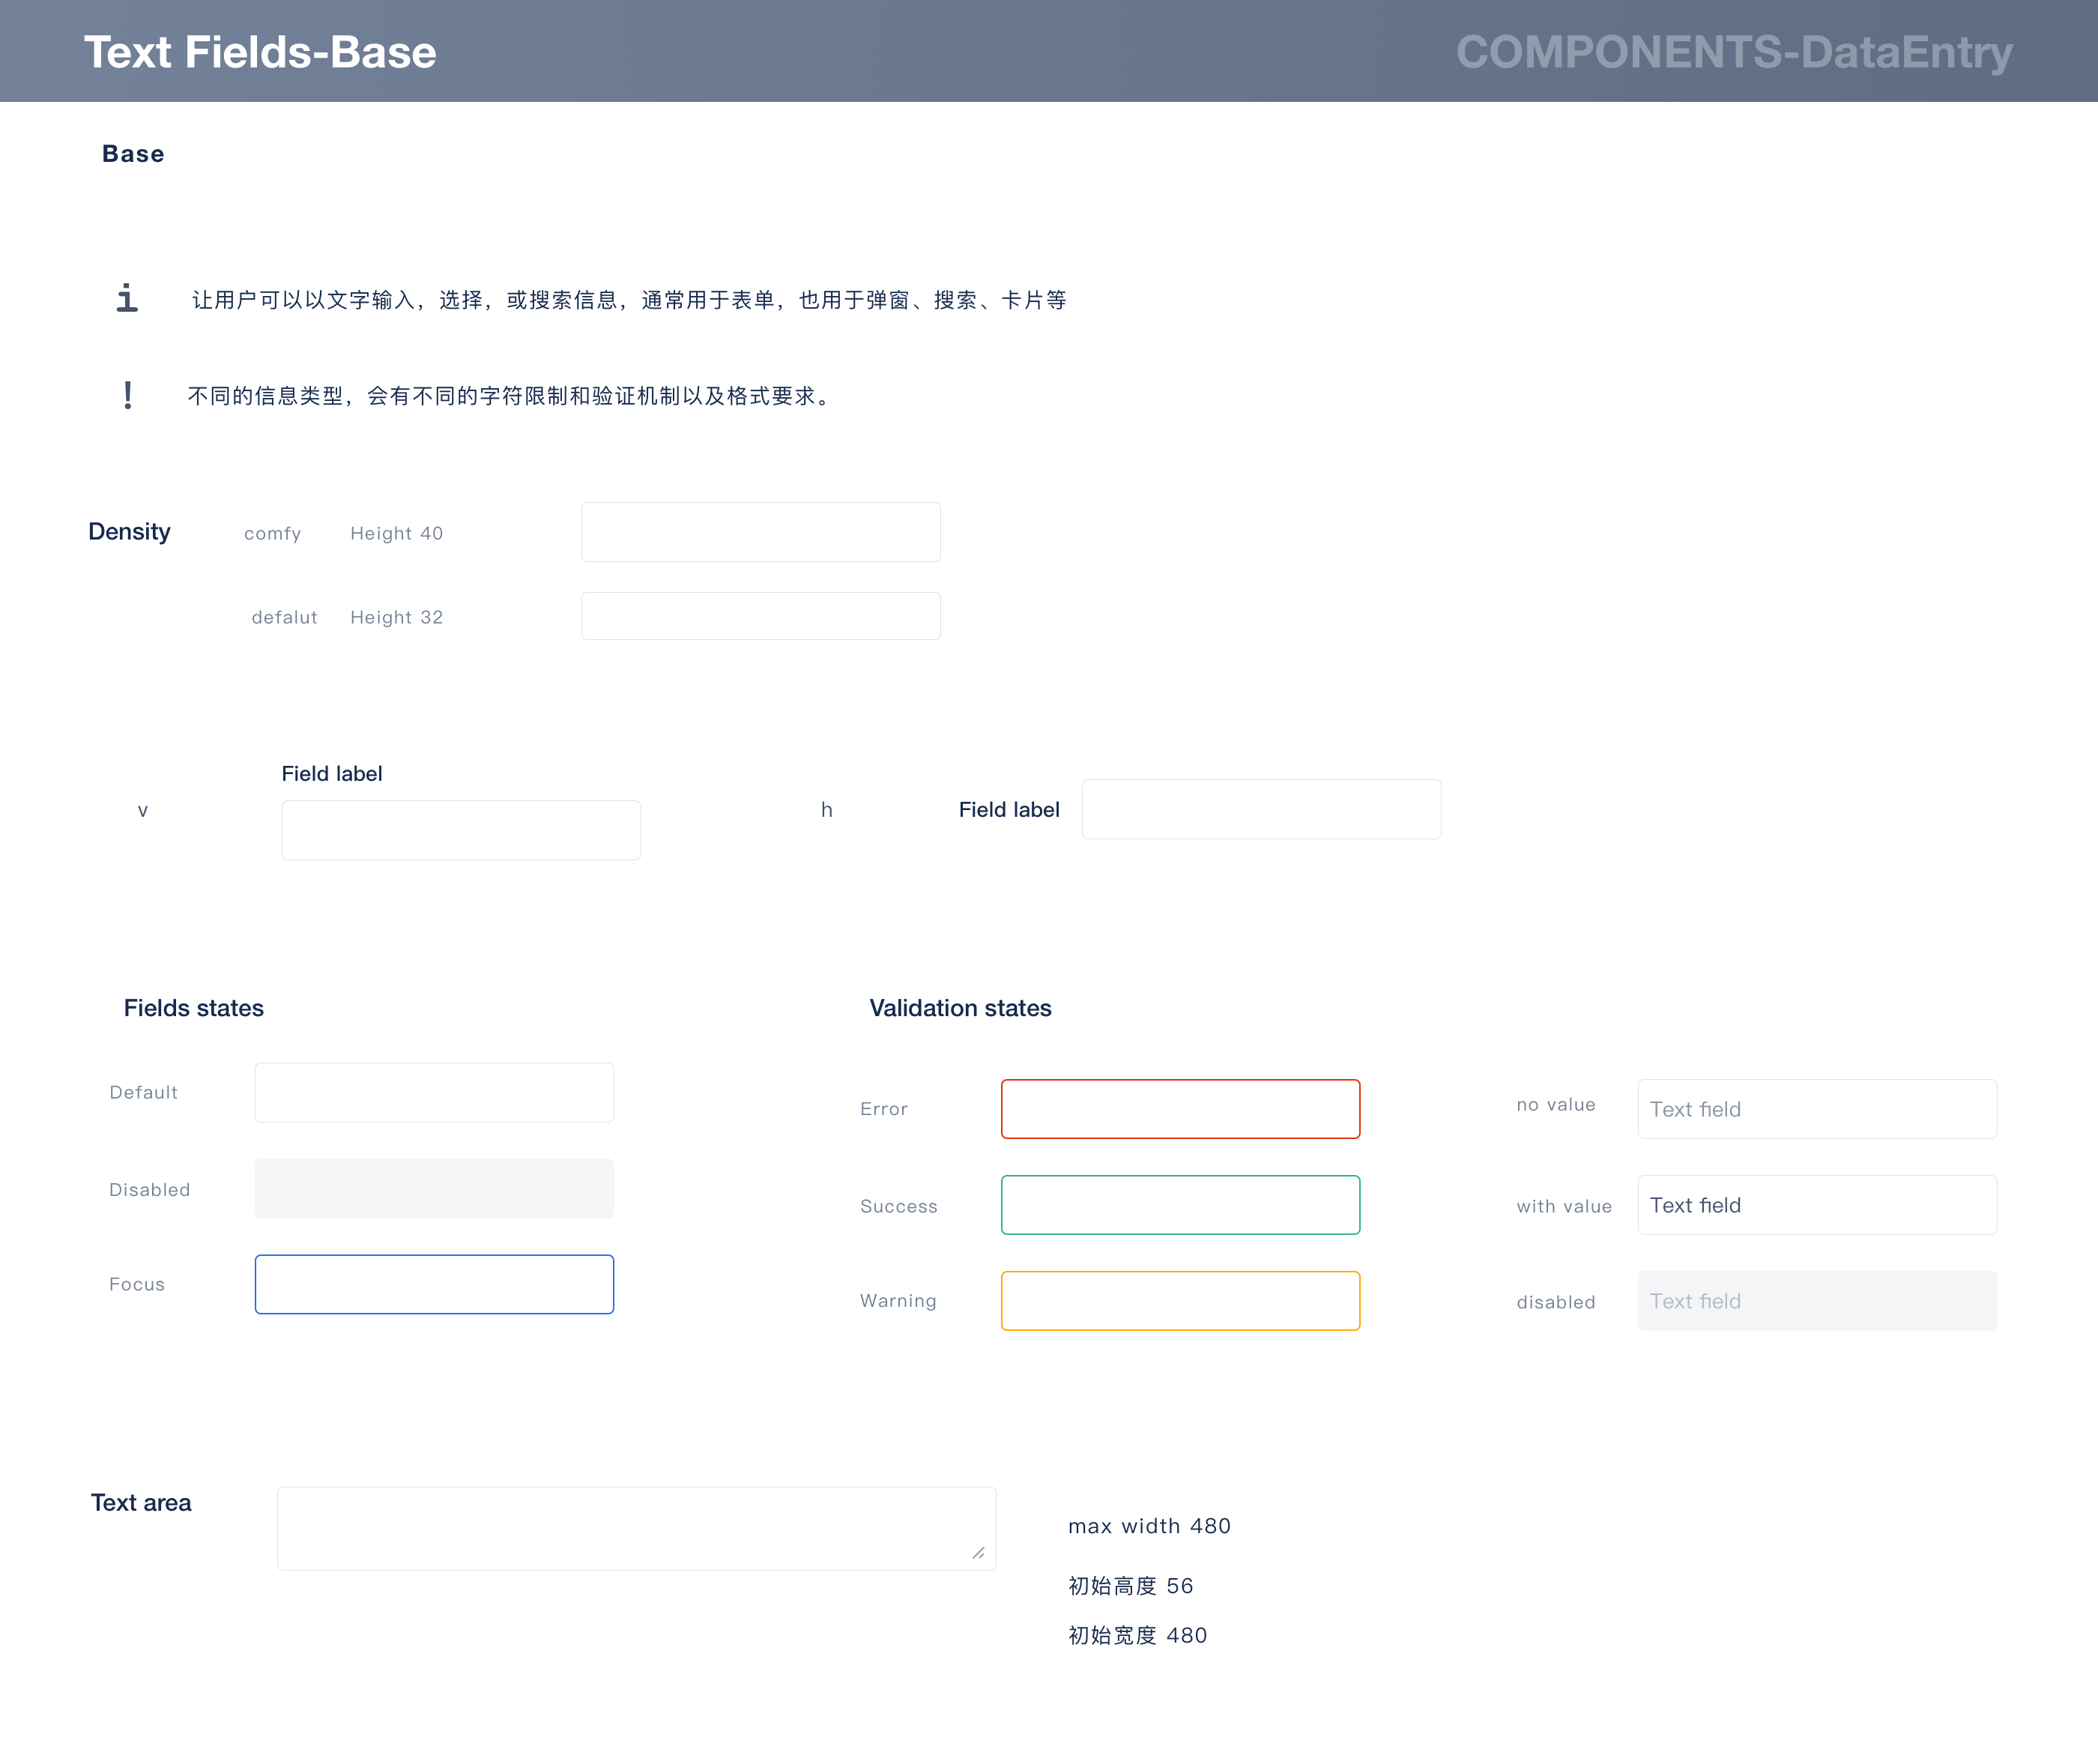 Text Fields-Base
COMPONENTS-DataEntry
Base
i
让用户可以以文字输入，选择，或搜索信息，通常用于表单，也用于弹窗、搜索、卡片等
!
不同的信息类型，会有不同的字符限制和验证机制以及格式要求。
Density
comfy
Height 40
defalut
Height 32
Field label
v
h
Field label
Fields states
Default
Disabled
Focus
Validation states
Error
Success
Warning
no value
Text field
with value
Text field
disabled
Text field
Text area
max width 480
初始高度 56
初始宽度 480